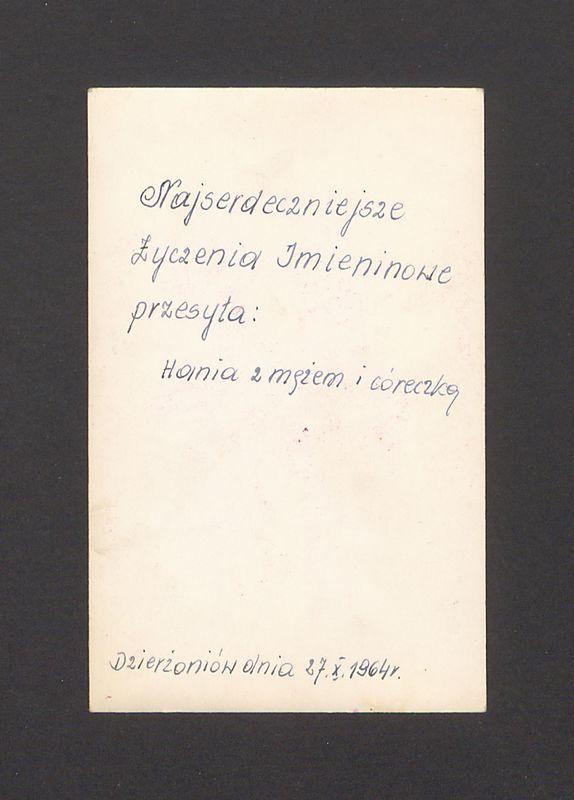 Najserdeczniejsze
Życzenia Imieninowe
przesyła:
Hania z mężem i córeczką
Dzierżoniów dnia 27.X.1964r.